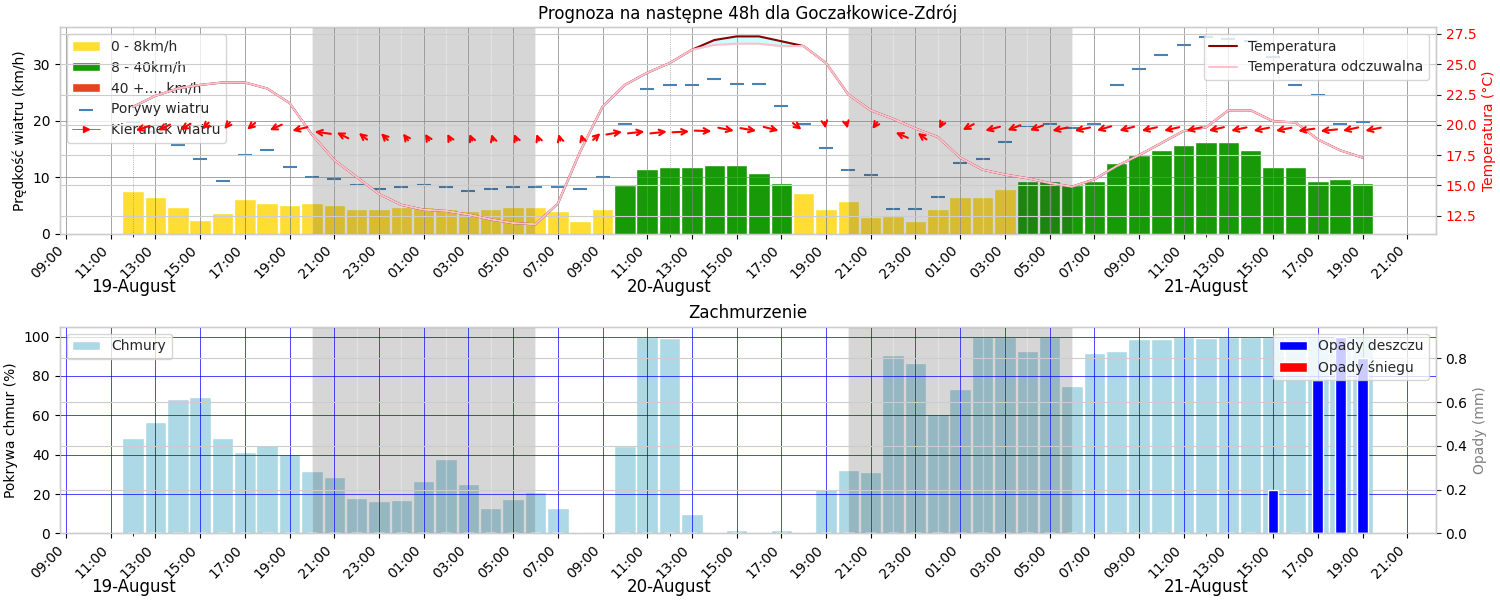 Prognoza na następne 48h dla Goczałkowice-Zdrój
Prędkość wiatru (km/h)
30
20
10
0
0 - 8km/h
8 - 40km/h
40 +.... km/h
Porywy wiatru
Kierunek wiatru
Temperatura
Temperatura odczuwalna
27.5
25.0
22.5
20.0
17.5
15.0
12.5
Temperatura (°C)
09:00 11:00 13:00 15:00 17:00 19:00 21:00 23:00 01:00 03:00 05:00 07:00 09:00 11:00 13:00 15:00 17:00 19:00 21:00 23:00 01:00 03:00 05:00 07:00 09:00 11:00 13:00 15:00 17:00 19:00 21:00
19-August 20-August 21-August
Zachmurzenie
Pokrywa chmur (%)
100
80
60
40
20
0
Chmury
Opady deszczu
Opady śniegu
0.8
0.6
0.4
0.2
0.0
Opady (mm)
09:00 11:00 13:00 15:00 17:00 19:00 21:00 23:00 01:00 03:00 05:00 07:00 09:00 11:00 13:00 15:00 17:00 19:00 21:00 23:00 01:00 03:00 05:00 07:00 09:00 11:00 13:00 15:00 17:00 19:00 21:00
19-August 20-August 21-August